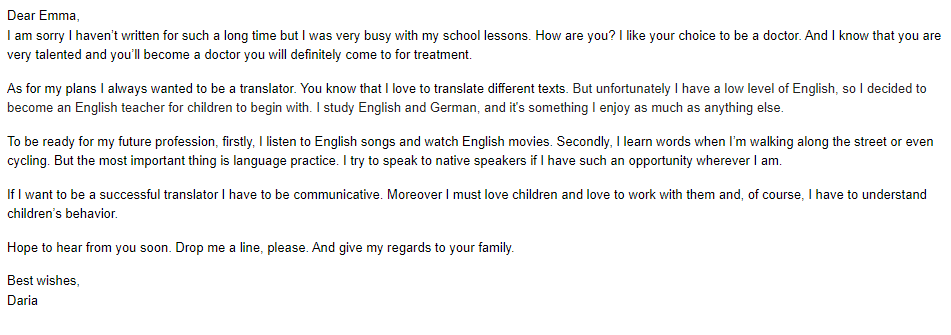 Dear Emma,
I am sorry I haven't written for such a long time but I was very busy with my school lessons. How are you? I like your choice to be a doctor. And I know that you are
very talented and you'll become a doctor you will definitely come to for treatment.
As for my plans I always wanted to be a translator. You know that I love to translate different texts. But unfortunately I have a low level of English, so I decided to
become an English teacher for children to begin with. I study English and German, and it's something I enjoy as much as anything else.
To be ready for my future profession, firstly, I listen to English songs and watch English movies. Secondly, I learn words when I'm walking along the street or even
cycling. But the most important thing is language practice. I try to speak to native speakers if I have such an opportunity wherever I am.
If I want to be a successful translator I have to be communicative. Moreover I must love children and love to work with them and, of course, I have to understand
children's behavior.
Hope to hear from you soon. Drop me a line, please. And give my regards to your family.
Best wishes,
Daria